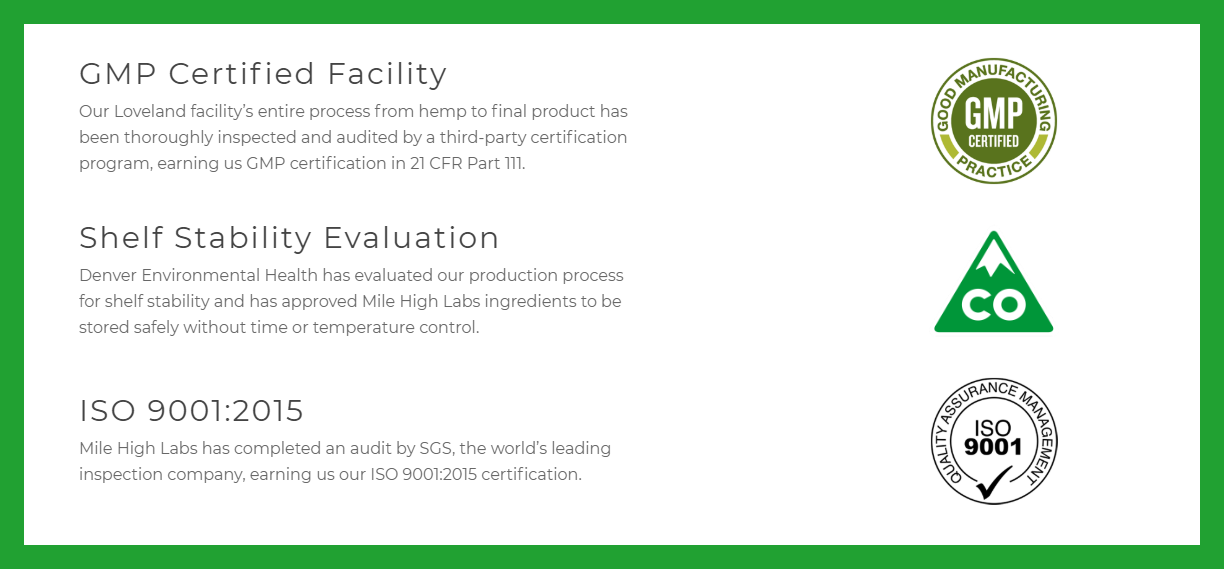 GMP Certified Facility
Our Loveland facility’s entire process from hemp to final product has
been thoroughly inspected and audited by a third-party certification
program, earning us GMP certification in 21 CFR Part 111.
GOOD MANUFACTURING
GMP
CERTIFIED
PRACTICE
Shelf Stability Evaluation
Denver Environmental Health has evaluated our production process
for shelf stability and has approved Mile High Labs ingredients to be
stored safely without time or temperature control.
CO
ISO 9001:2015
Mile High Labs has completed an audit by SGS, the world’s leading
inspection company, earning us our ISO 9001:2015 certification.
QUALITY ASSURANCE MANAGEMENT
ISO
9001